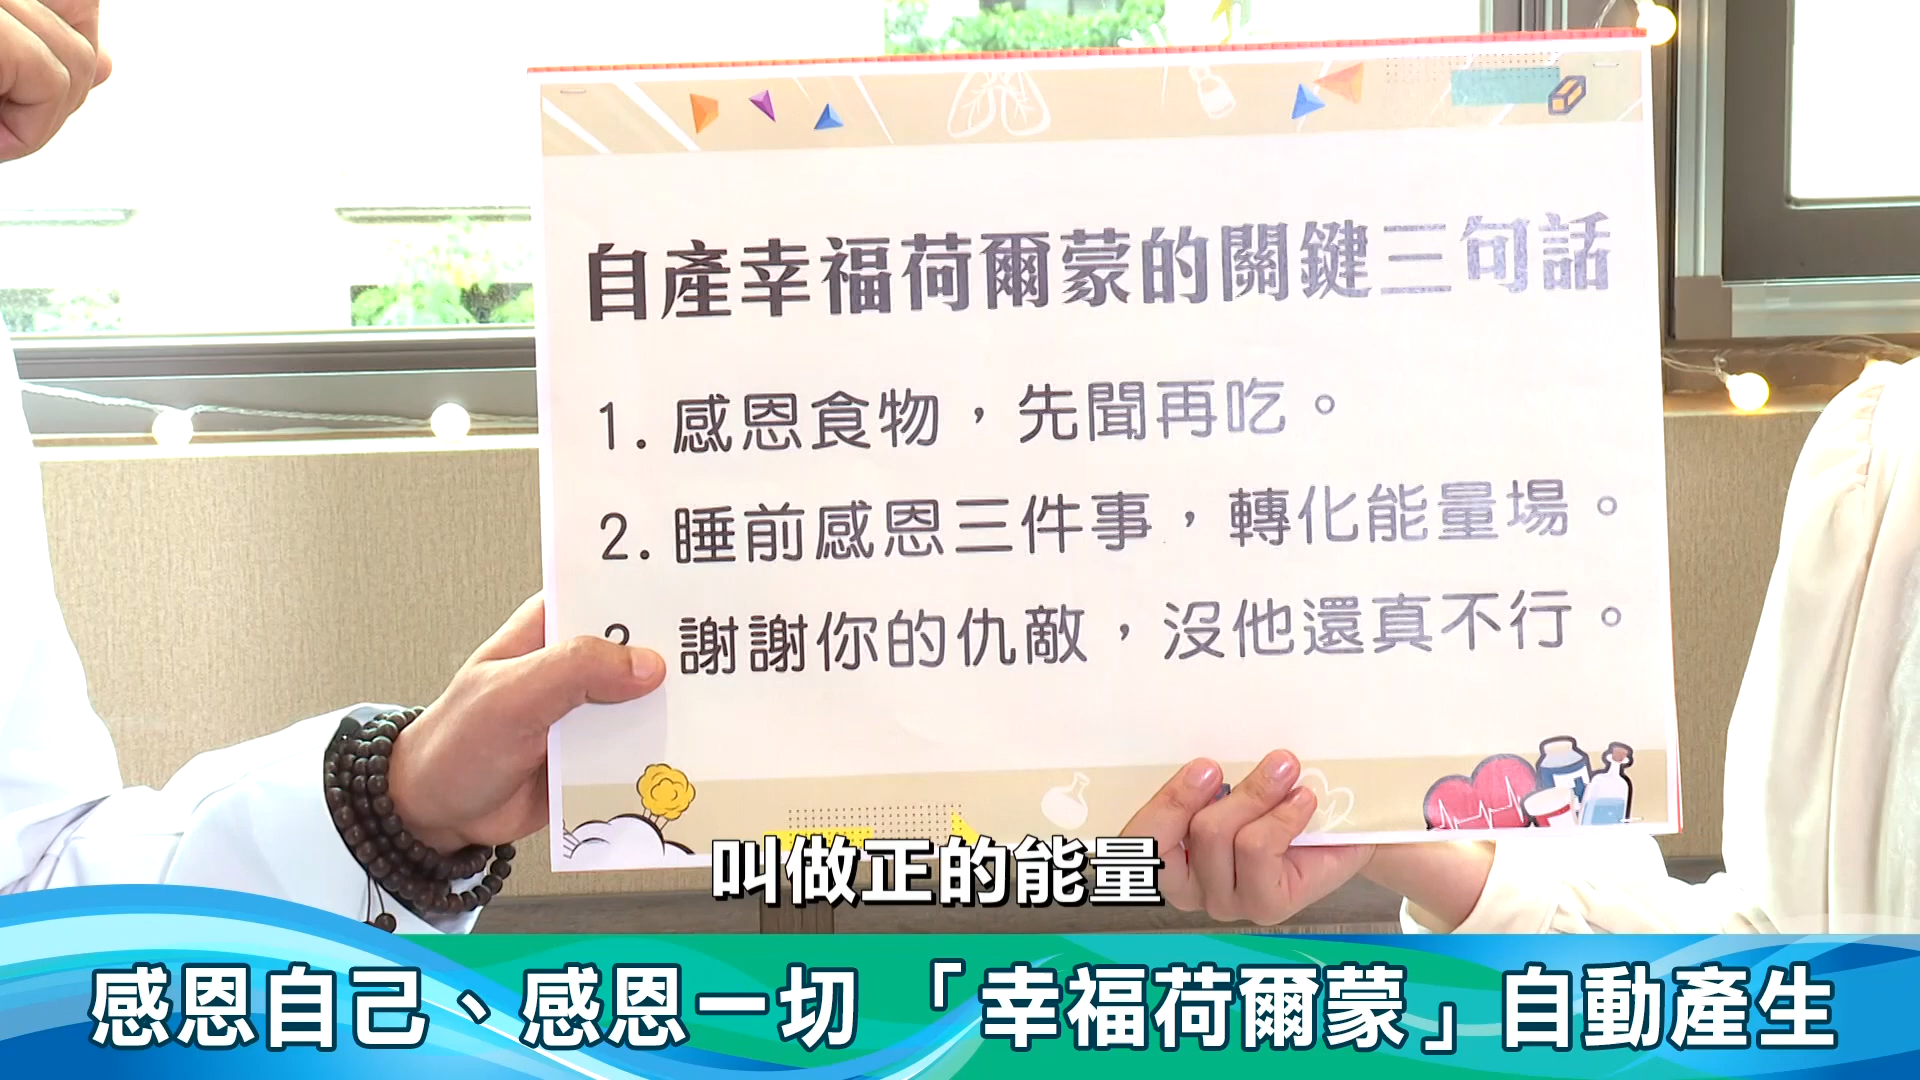 自產幸福荷爾蒙的關鍵三句話
1. 感恩食物，先聞再吃。
2. 睡前感恩三件事，轉化能量場。
3. 謝謝你的仇敵，沒他還真不行。
叫做正的能量
感恩自己、感恩一切「幸福荷爾蒙」自動產生